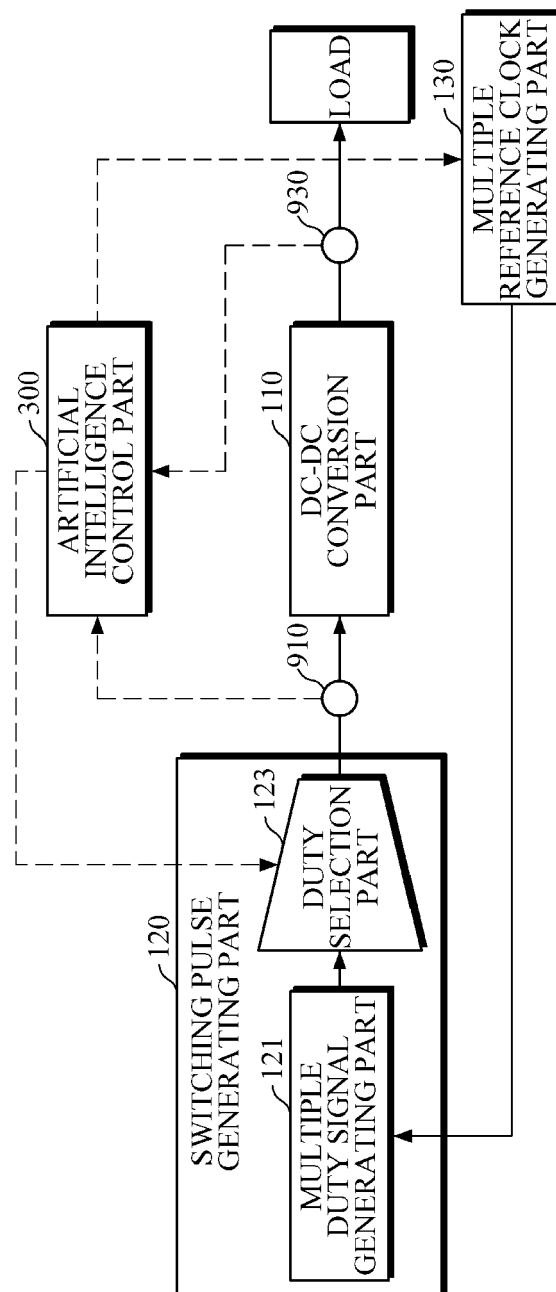 120
SWITCHING PULSE
GENERATING PART
121
MULTIPLE
DUTY SIGNAL
GENERATING PART
123
DUTY
SELECTION
PART
910
300
ARTIFICIAL
INTELLIGENCE
CONTROL PART
110
DC-DC
CONVERSION
PART
930
LOAD
130
MULTIPLE
REFERENCE CLOCK
GENERATING PART